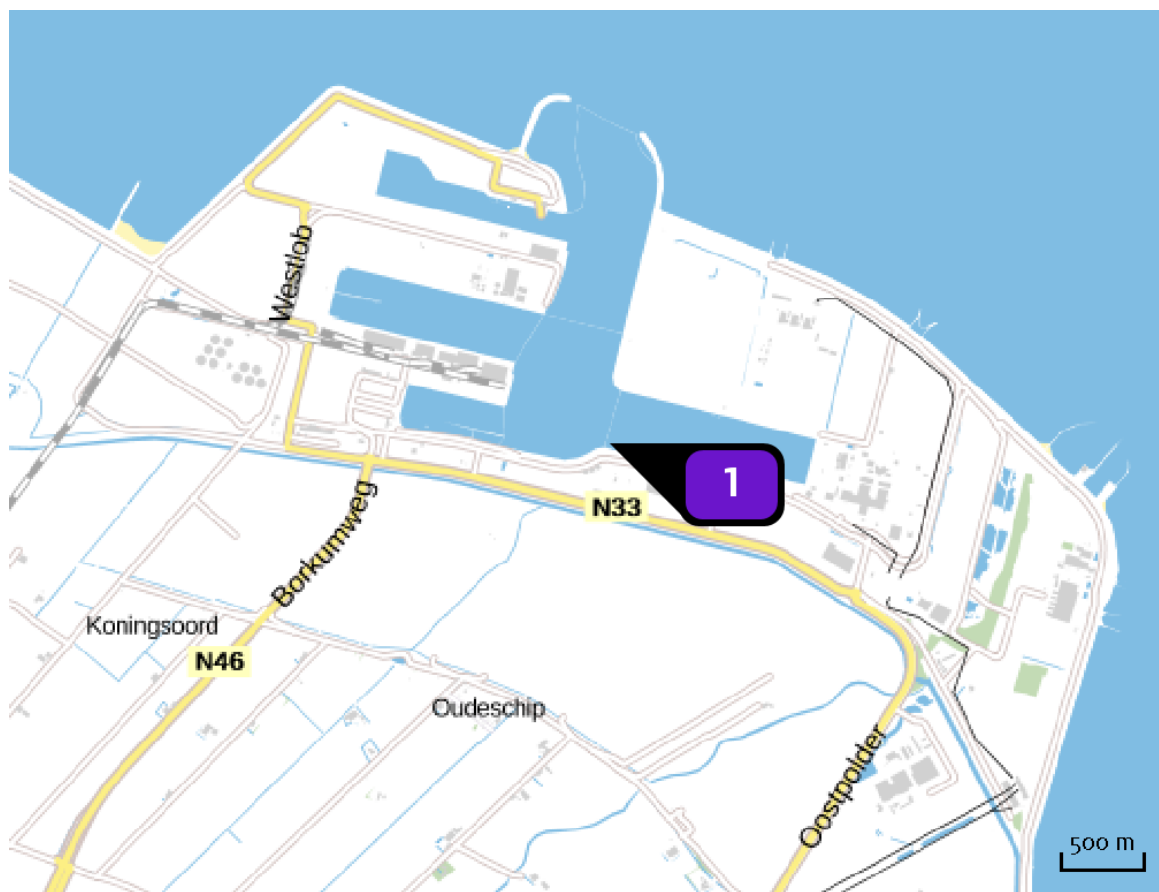 Westlob
1
N33
Borkumweg
Koningsoord
N46
Oudeschip
Oostpolder
500 m